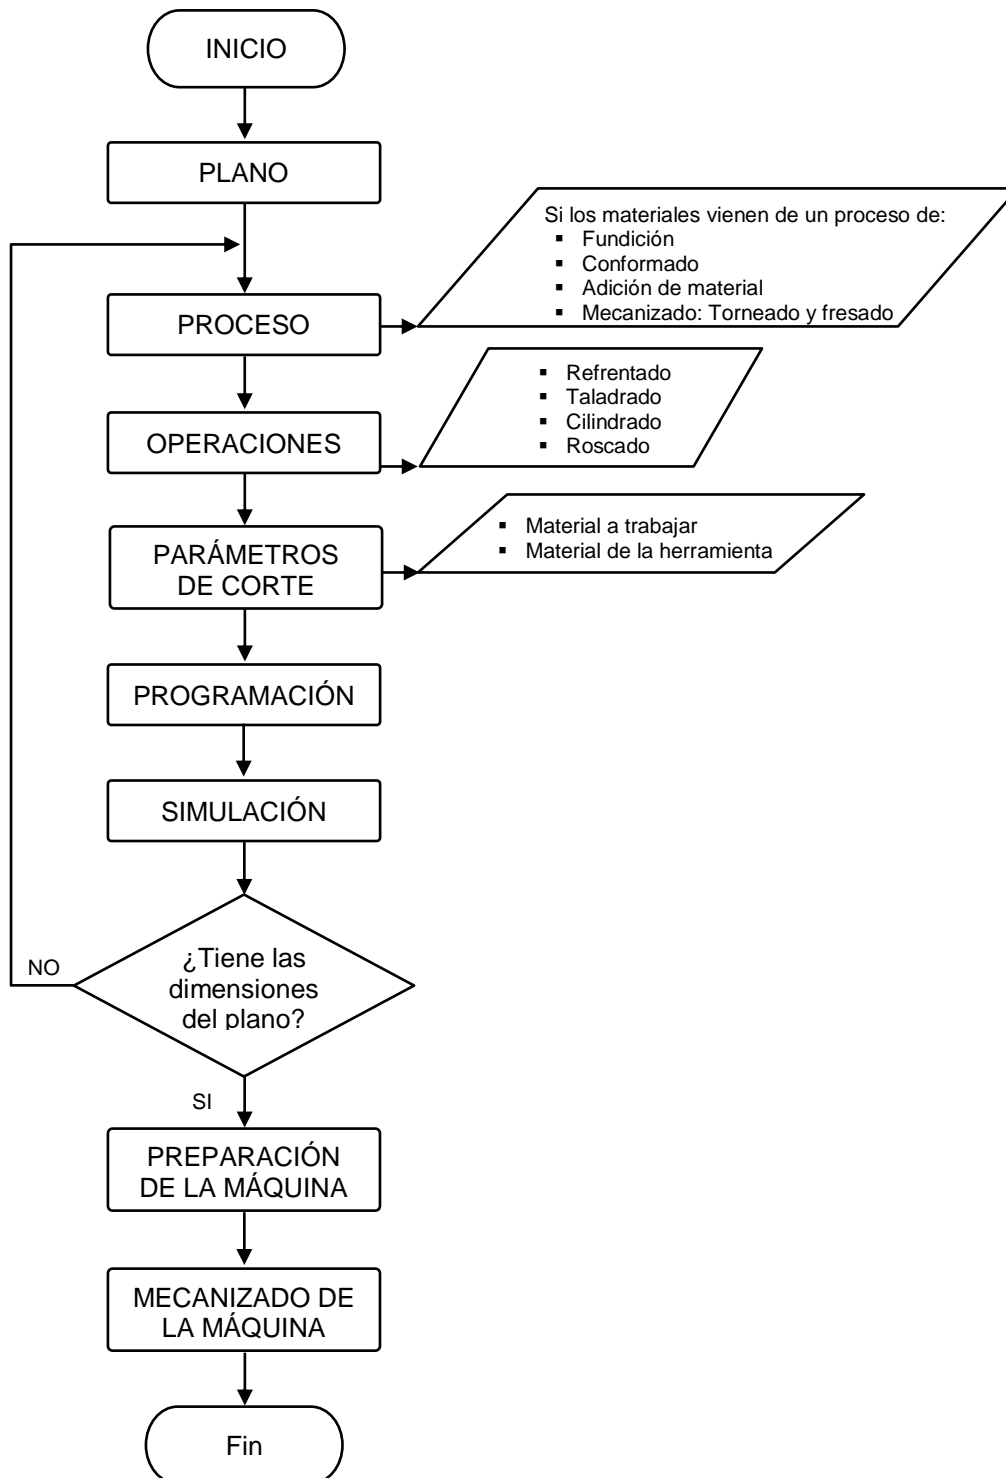 INICIO
PLANO
Si los materiales vienen de un proceso de:
▪ Fundición
▪ Conformado
▪ Adición de material
▪ Mecanizado: Torneado y fresado
PROCESO
▪ Refrentado
▪ Taladrado
▪ Cilindrado
▪ Roscado
OPERACIONES
▪ Material a trabajar
▪ Material de la herramienta
PARÁMETROS
DE CORTE
PROGRAMACIÓN
SIMULACIÓN
¿Tiene las
dimensiones
del plano?
NO
SI
PREPARACIÓN
DE LA MÁQUINA
MECANIZADO DE
LA MÁQUINA
Fin